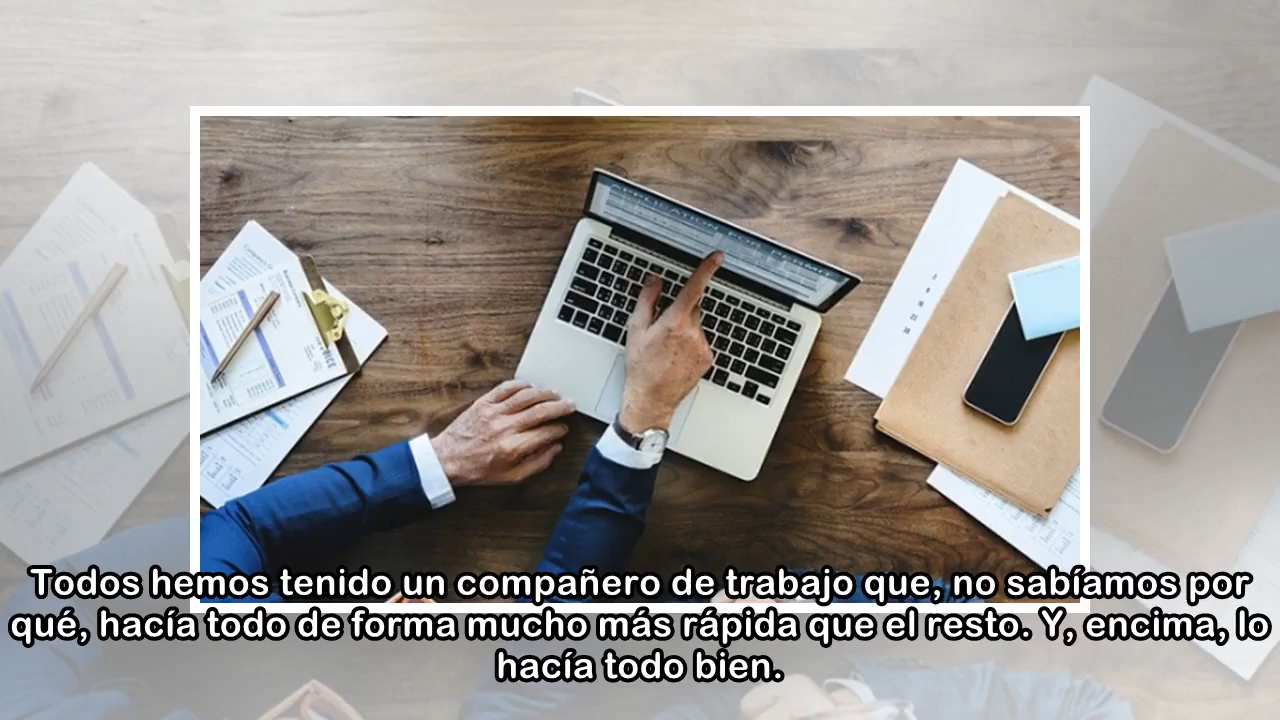 Todos hemos tenido un compañero de trabajo que, no sabíamos por
qué, hacía todo de forma mucho más rápida que el resto. Y, encima, lo
hacía todo bien.